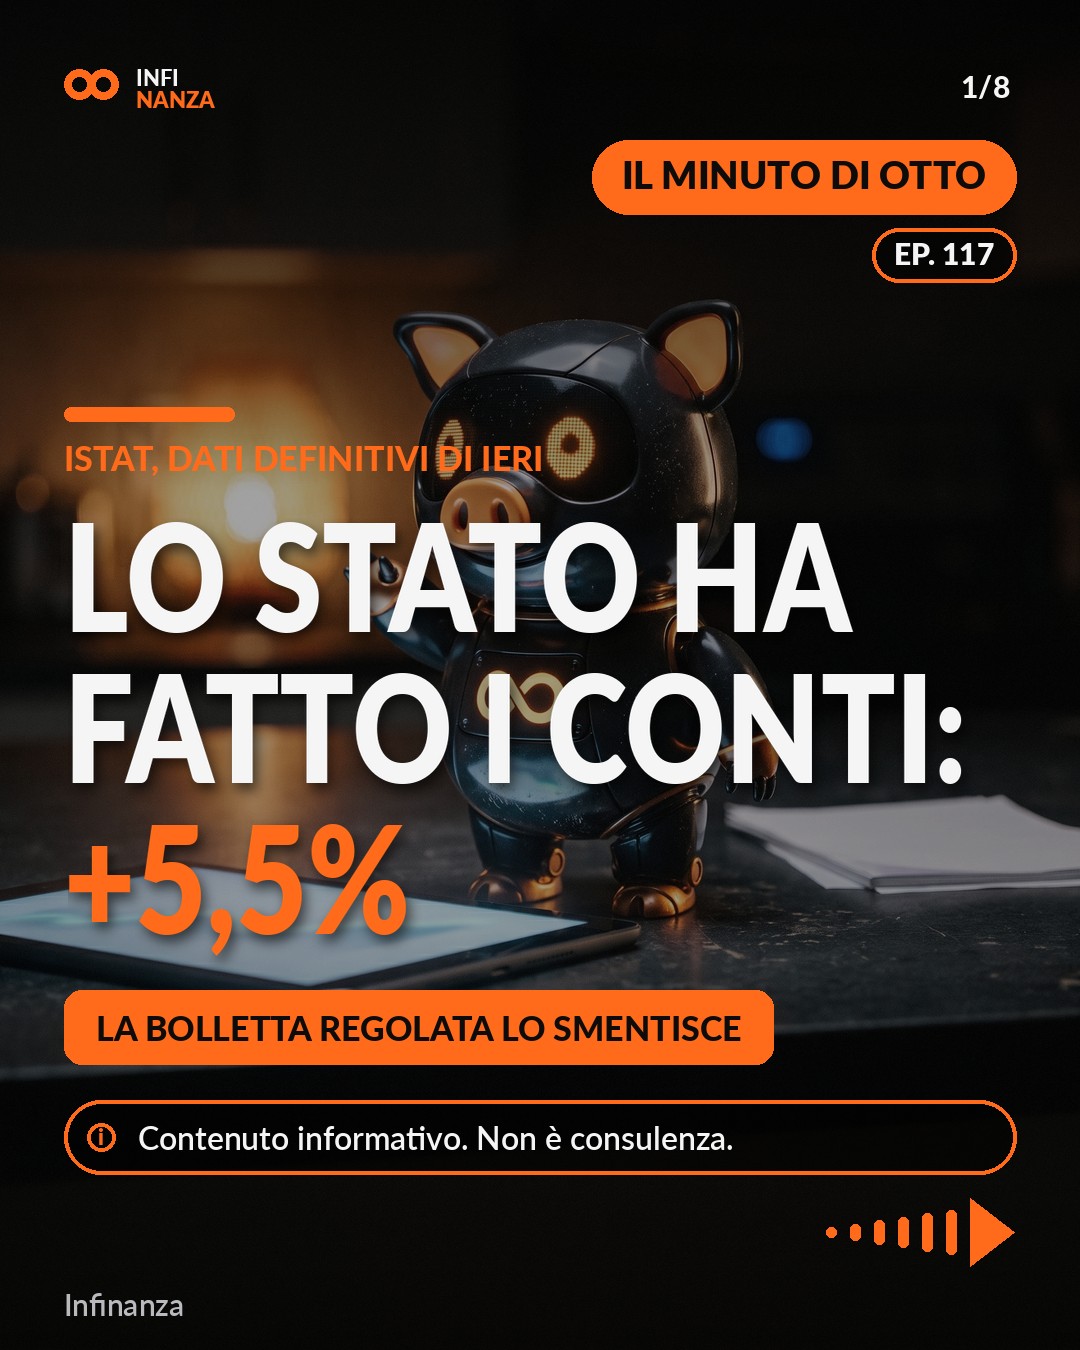 INFI
NANZA
1/8
IL MINUTO DI OTTO
EP. 117
ISTAT, DATI DEFINITIVI DI IERI
LO STATO HA
FATTO I CONTI:
+5,5%
LA BOLLETTA REGOLATA LO SMENTISCE
Contenuto informativo. Non è consulenza.
Infinanza